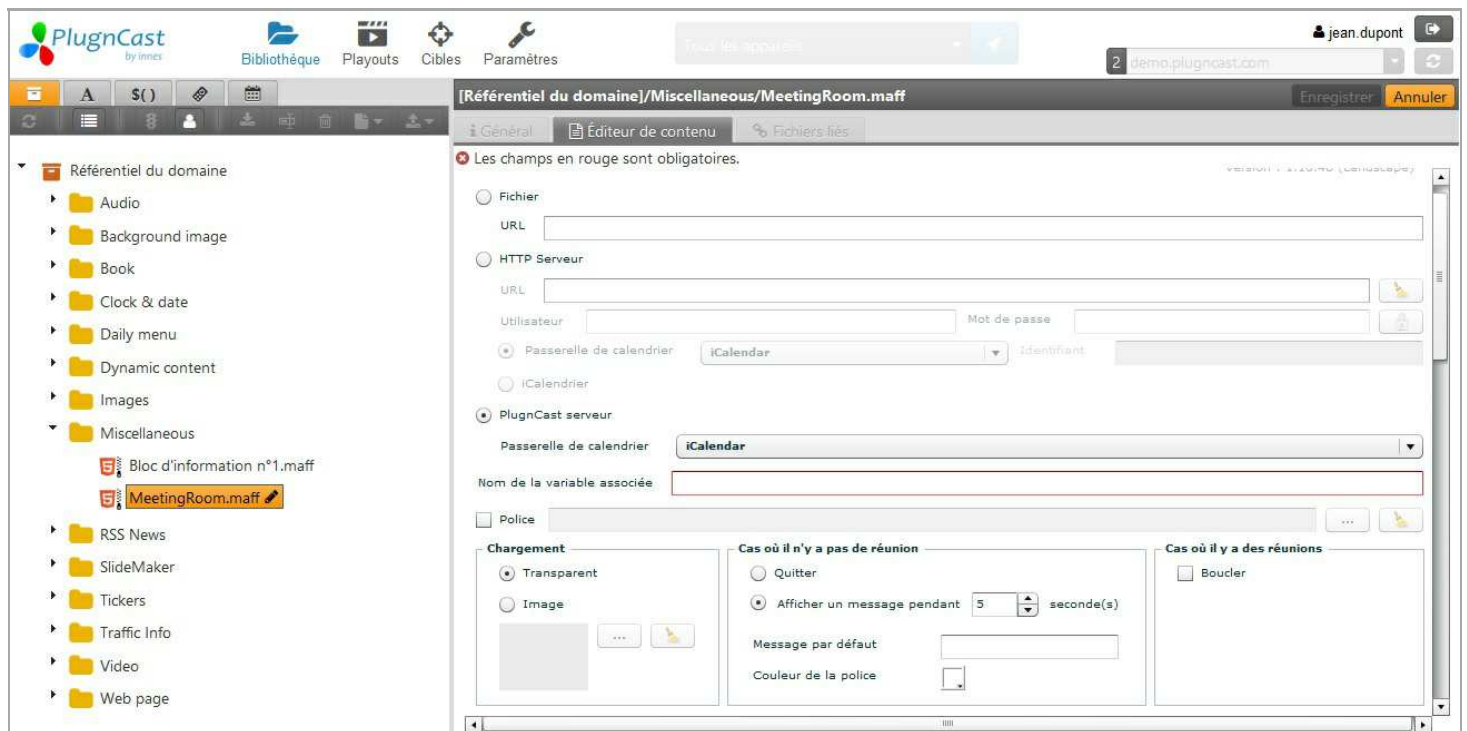 PlugnCast
by innes
Bibliothèque
Playouts
Cibles
Paramètres
Tous les appareils
jean.dupont
2 demo.plugncast.com
A $( )
[Référentiel du domaine]/Miscellaneous/MeetingRoom.maff
Enregistrer Annuler
Général Éditeur de contenu Fichiers liés
Les champs en rouge sont obligatoires.
Référentiel du domaine
Audio
Background image
Book
Clock & date
Daily menu
Dynamic content
Images
Miscellaneous
Bloc d'information n°1.maff
MeetingRoom.maff
RSS News
SlideMaker
Tickers
Traffic Info
Video
Web page
Fichier
URL
HTTP Serveur
URL
Utilisateur Mot de passe
Passerelle de calendrier iCalendar Identifiant
iCalendrier
PlugnCast serveur
Passerelle de calendrier iCalendar
Nom de la variable associée
Police ...
Chargement
Transparent
Image
...
Cas où il n'y a pas de réunion
Quitter
Afficher un message pendant 5 seconde(s)
Message par défaut
Couleur de la police
Cas où il y a des réunions
Boucler